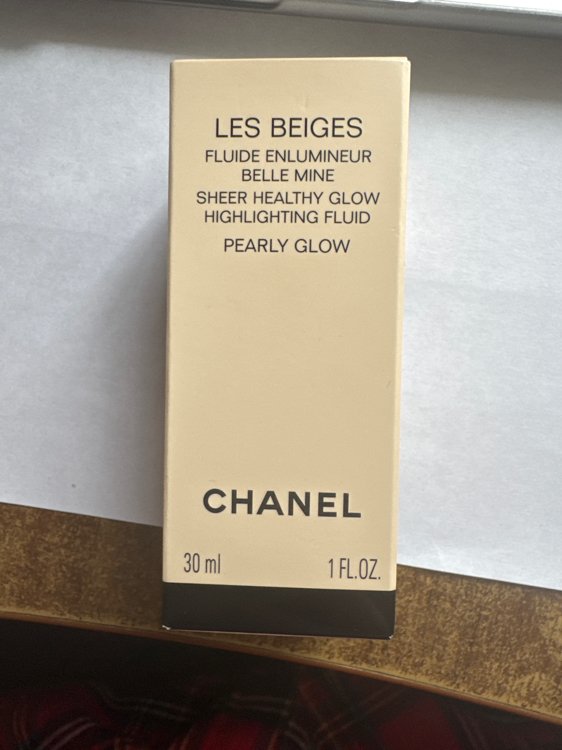 LES BEIGES
FLUIDE ENLUMINEUR
BELLE MINE
SHEER HEALTHY GLOW
HIGHLIGHTING FLUID
PEARLY GLOW
CHANEL
30 ml 1 FL.OZ.